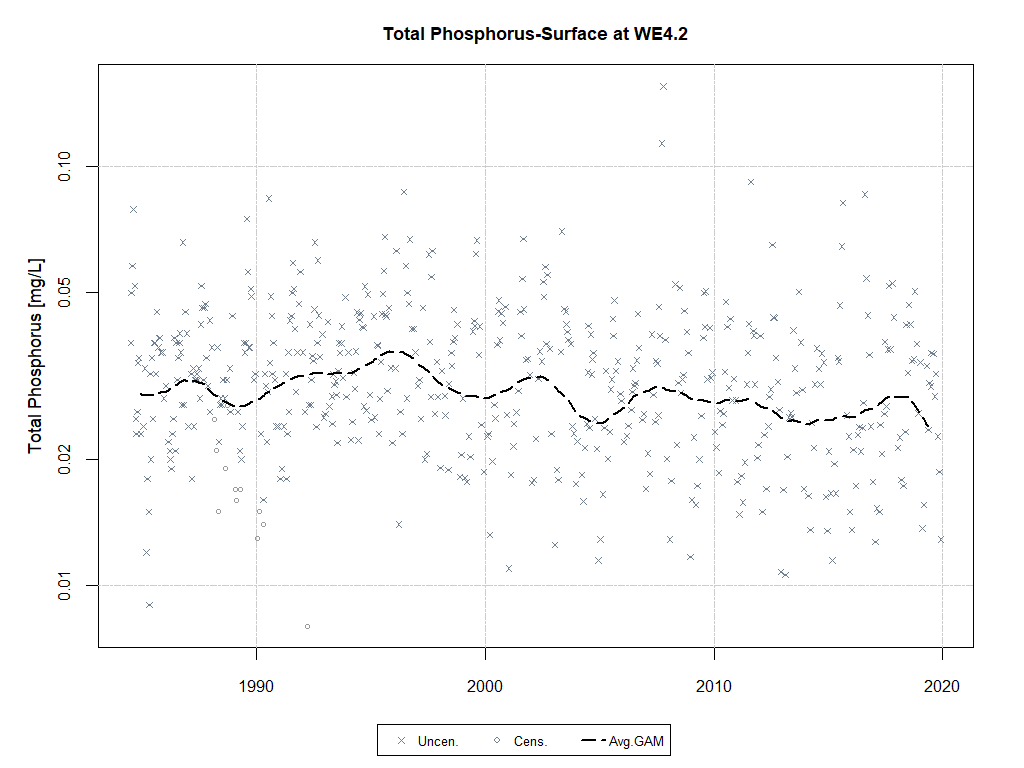 Total Phosphorus-Surface at WE4.2
Total Phosphorus [mg/L]
0.10
0.05
0.02
0.01
1990
2000
2010
2020
Uncen.
Cens.
Avg.GAM